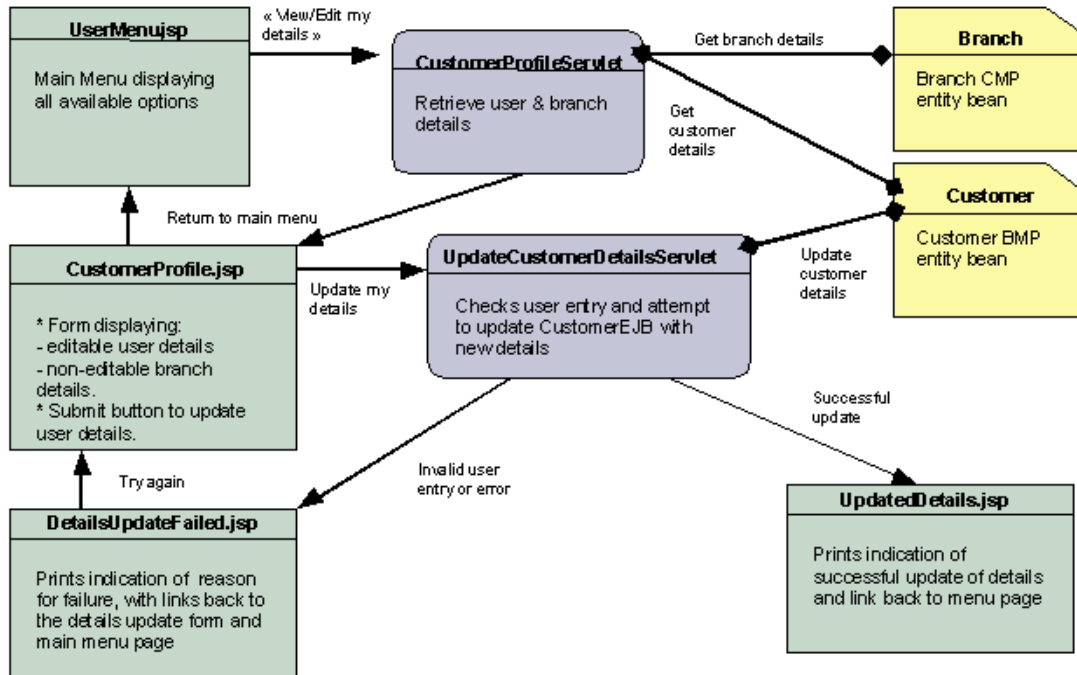 UserMenu.jsp
Main Menu displaying
all available options
« View/Edit my
details »
CustomerProfileServlet
Retrieve user & branch
details
Get branch details
Branch
Branch CMP
entity bean
Get
customer
details
Customer
Customer BMP
entity bean
Return to main menu
CustomerProfile.jsp
* Form displaying:
- editable user details
- non-editable branch
details.
* Submit button to update
user details.
Update my
details
UpdateCustomerDetailsServlet
Checks user entry and attempt
to update CustomerEJB with
new details
Update
customer
details
Try again
Invalid user
entry or error
Successful
update
DetailsUpdateFailed.jsp
Prints indication of reason
for failure, with links back to
the details update form and
main menu page
UpdatedDetails.jsp
Prints indication of
successful update of details
and link back to menu page